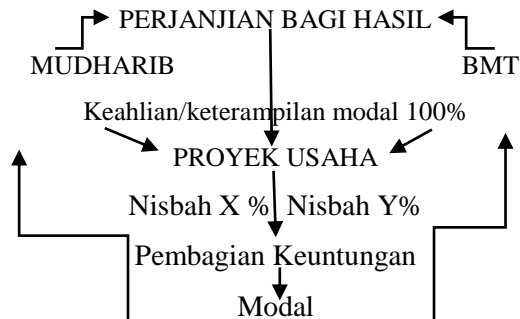 PERJANJIAN BAGI HASIL
MUDHARIB BMT
Keahlian/keterampilan modal 100%
PROYEK USAHA
Nisbah X % Nisbah Y%
Pembagian Keuntungan
Modal